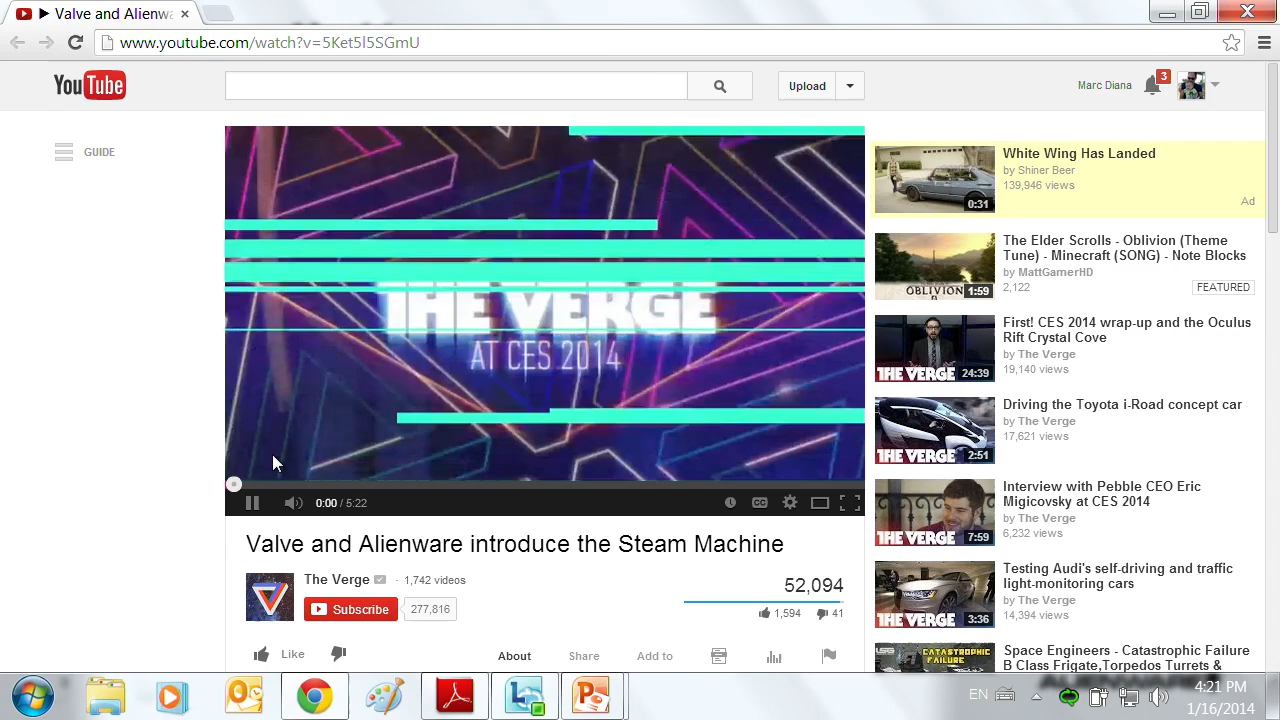 Valve and Alienwa
www.youtube.com/watch?v=5Ket5l5SGmU
YouTube
Upload
Marc Diana
3
GUIDE
THE VERGE
AT CES 2014
0:00 / 5:22
CC
Valve and Alienware introduce the Steam Machine
The Verge · 1,742 videos
Subscribe 277,816
52,094
1,594 41
Like
About Share Add to
White Wing Has Landed
by Shiner Beer
139,946 views
0:31
Ad
The Elder Scrolls - Oblivion (Theme
Tune) - Minecraft (SONG) - Note Blocks
by MattGamerHD
2,122
FEATURED
OBLIVION
1:59
First! CES 2014 wrap-up and the Oculus
Rift Crystal Cove
by The Verge
19,140 views
THE VERGE
24:39
Driving the Toyota i-Road concept car
by The Verge
17,621 views
THE VERGE
2:51
Interview with Pebble CEO Eric
Migicovsky at CES 2014
by The Verge
6,232 views
THE VERGE
7:59
Testing Audi's self-driving and traffic
light-monitoring cars
by The Verge
14,394 views
THE VERGE
3:36
Space Engineers - Catastrophic Failure
B Class Frigate,Torpedos Turrets &
CATASTROPHIC
FAILURE
EN
4:21 PM
1/16/2014